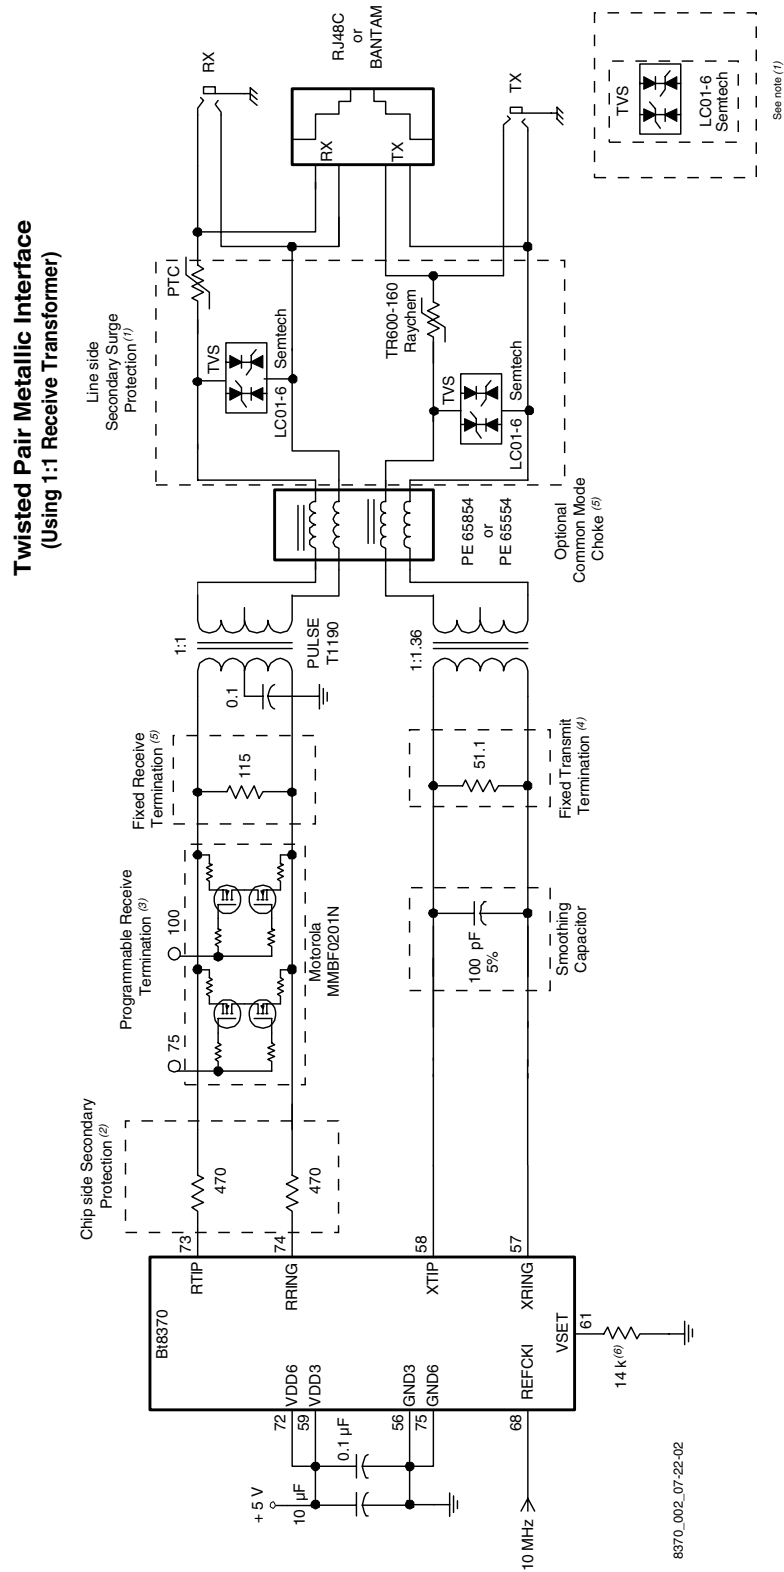 Twisted Pair Metallic Interface
(Using 1:1 Receive Transformer)
Line side
Secondary Surge
Protection (1)
Fixed Receive
Termination (5)
Programmable Receive
Termination (3)
Chip side Secondary
Protection (2)
RX
RJ48C
or
BANTAM
RX
TX
TX
PTC
TVS
LC01-6 Semtech
TR600-160
Raychem
TVS
LC01-6 Semtech
TVS
LC01-6
Semtech
See note (1)
PE 65854
or
PE 65554
Optional
Common Mode
Choke (5)
1:1
PULSE
T1190
0.1
1:1.36
115
51.1
Fixed Transmit
Termination (4)
100
75
Motorola
MMBF0201N
100 pF
5%
Smoothing
Capacitor
470
470
73
74
58
57
Bt8370
RTIP
RRING
XTIP
XRING
VDD6
VDD3
GND3
GND6
REFCKI
VSET
61
14 k(6)
72
59
56
75
68
+ 5 V
10 µF
0.1 µF
10 MHz
8370_002_07-22-02